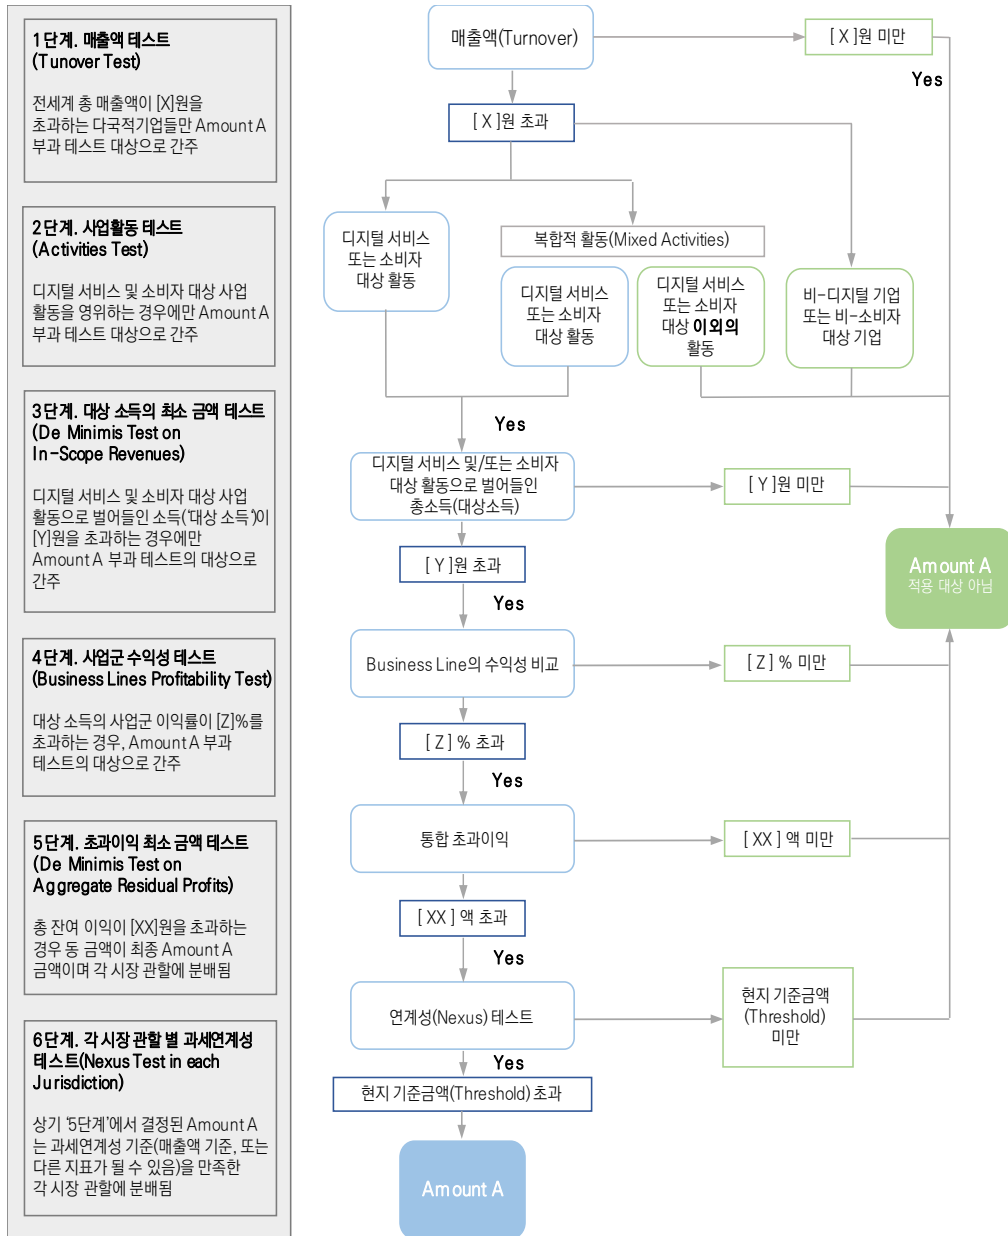 1단계. 매출액 테스트
(Tunover Test)
전세계 총 매출액이 [X]원을
초과하는 다국적기업들만 Amount A
부과 테스트 대상으로 간주
2단계. 사업활동 테스트
(Activities Test)
디지털 서비스 및 소비자 대상 사업
활동을 영위하는 경우에만 Amount A
부과 테스트 대상으로 간주
3단계. 대상 소득의 최소 금액 테스트
(De Minimis Test on
In-Scope Revenues)
디지털 서비스 및 소비자 대상 사업
활동으로 벌어들인 소득('대상 소득')이
[Y]원을 초과하는 경우에만
Amount A 부과 테스트의 대상으로
간주
4단계. 사업군 수익성 테스트
(Business Lines Profitability Test)
대상 소득의 사업군 이익률이 [Z]%를
초과하는 경우, Amount A 부과
테스트의 대상으로 간주
5단계. 초과이익 최소 금액 테스트
(De Minimis Test on
Aggregate Residual Profits)
총 잔여 이익이 [XX]원을 초과하는
경우 동 금액이 최종 Amount A
금액이며 각 시장 관할에 분배됨
6단계. 각 시장 관할 별 과세연계성
테스트(Nexus Test in each
Jurisdiction)
상기 '5단계'에서 결정된 Amount A
는 과세연계성 기준(매출액 기준, 또는
다른 지표가 될 수 있음)을 만족한
각 시장 관할에 분배됨
매출액(Turnover)
[ X ]원 미만
Yes
[ X ]원 초과
디지털 서비스
또는 소비자
대상 활동
복합적 활동(Mixed Activities)
디지털 서비스
또는 소비자
대상 활동
디지털 서비스
또는 소비자
대상 이외의
활동
비-디지털 기업
또는 비-소비자
대상 기업
Yes
디지털 서비스 및/또는 소비자
대상 활동으로 벌어들인
총소득(대상소득)
[ Y ]원 미만
[ Y ]원 초과
Amount A
적용 대상 아님
Yes
Business Line의 수익성 비교
[ Z ] % 미만
[ Z ] % 초과
Yes
통합 초과이익
[ XX ] 액 미만
[ XX ] 액 초과
Yes
연계성(Nexus) 테스트
현지 기준금액
(Threshold)
미만
Yes
현지 기준금액(Threshold) 초과
Amount A